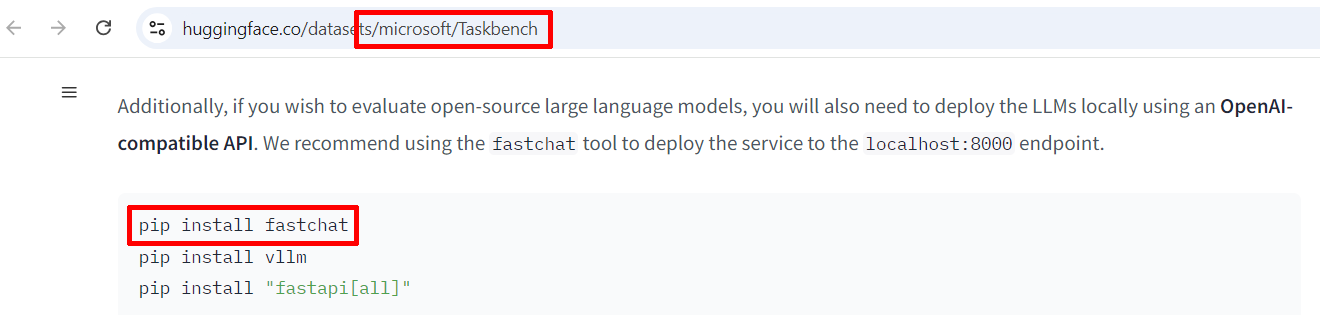 huggingface.co/datasets/microsoft/Taskbench
Additionally, if you wish to evaluate open-source large language models, you will also need to deploy the LLMs locally using an OpenAI-
compatible API. We recommend using the fastchat tool to deploy the service to the localhost:8000 endpoint.
pip install fastchat
pip install vllm
pip install "fastapi[all]"